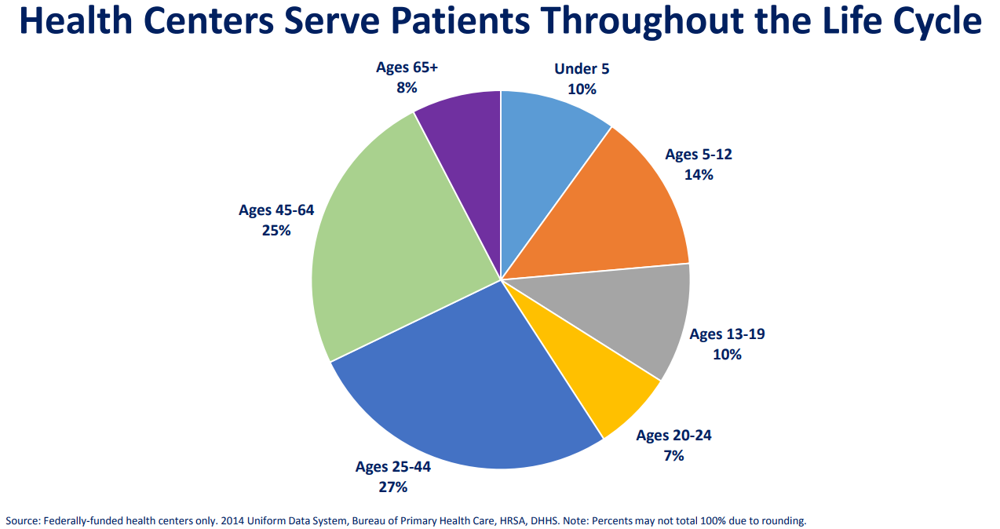 Health Centers Serve Patients Throughout the Life Cycle
Ages 65+
8%
Under 5
10%
Ages 5-12
14%
Ages 45-64
25%
Ages 13-19
10%
Ages 20-24
7%
Ages 25-44
27%
Source: Federally-funded health centers only. 2014 Uniform Data System, Bureau of Primary Health Care, HRSA, DHHS. Note: Percents may not total 100% due to rounding.